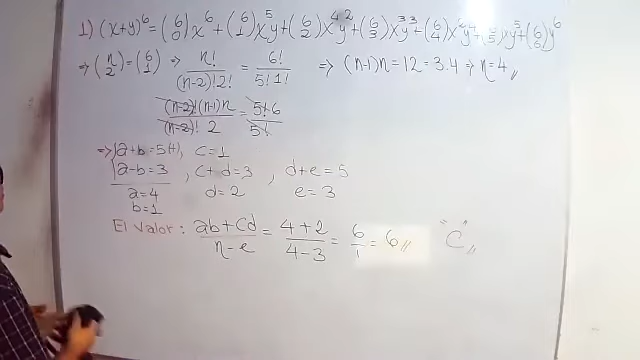 1) (x+y)⁶ = (6 0)x⁶ + (6 1)x⁵y + (6 2)x⁴y² + (6 3)x³y³ + (6 4)x²y⁴ + (6 5)xy⁵ + (6 6)y⁶
⇒ (n 2) = (6 1) ⇒ n!/(n-2)!2! = 6!/5!1! ⇒ (n-1)n = 12 = 3.4 ⇒ n = 4,,
(n-2)!(n-1)n/(n-2)! 2 = 5!·6/5!
⇒ a+b = 5(+), c = 1
a-b = 3, c+d = 3, d+e = 5
a = 4 d = 2 e = 3
b = 1
El Valor: ab+cd/n-e = 4+2/4-3 = 6/1 = 6,, "C",,